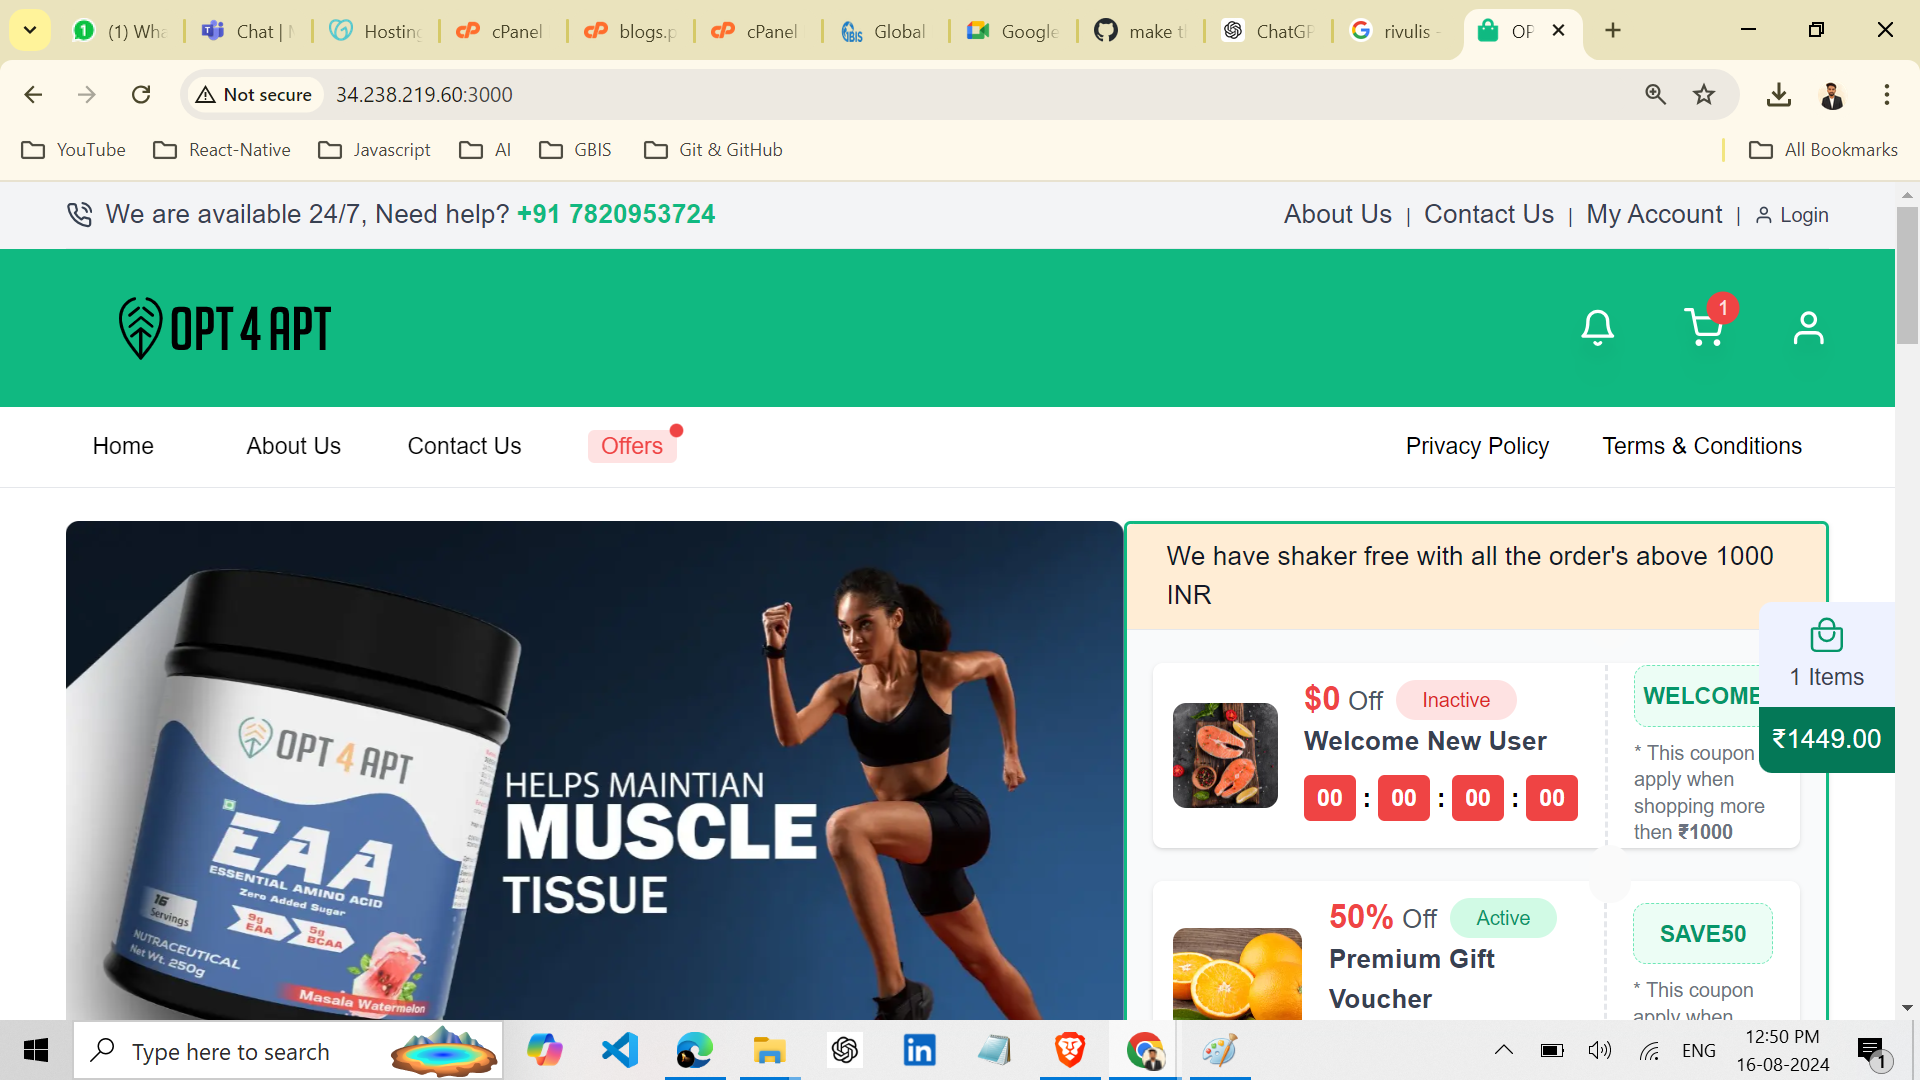 (1) Wha
Chat | M
Hosting
cPanel
blogs.p
cPanel
Global
Google
make th
ChatGP
rivulis -
OP
Not secure
34.238.219.60:3000
YouTube
React-Native
Javascript
AI
GBIS
Git & GitHub
All Bookmarks
We are available 24/7, Need help? +91 7820953724
About Us | Contact Us | My Account | Login
OPT 4 APT
1
Home
About Us
Contact Us
Offers
Privacy Policy
Terms & Conditions
OPT 4 APT
EAA
ESSENTIAL AMINO ACID
Zero Added Sugar
16
Servings
9g
EAA
5g
BCAA
NUTRACEUTICAL
Net Wt. 250g
Masala Watermelon
HELPS MAINTIAN
MUSCLE
TISSUE
We have shaker free with all the order's above 1000
INR
$0 Off Inactive
Welcome New User
00 : 00 : 00 : 00
WELCOME
* This coupon
apply when
shopping more
then ₹1000
1 Items
₹1449.00
50% Off Active
Premium Gift
Voucher
SAVE50
* This coupon
apply when
Type here to search
ENG
12:50 PM
16-08-2024
1